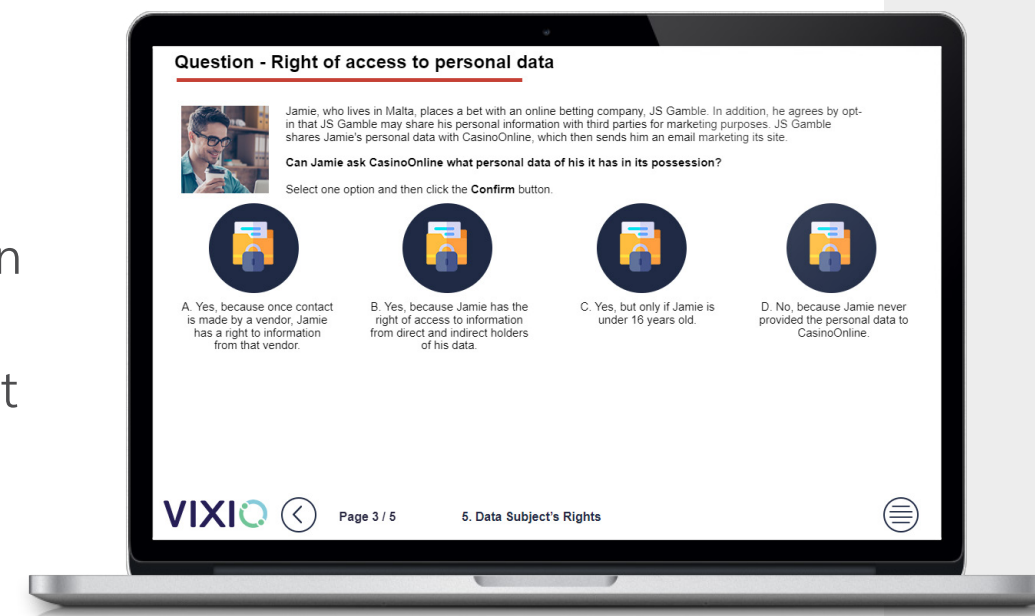 Question - Right of access to personal data
Jamie, who lives in Malta, places a bet with an online betting company, JS Gamble. In addition, he agrees by opt-
in that JS Gamble may share his personal information with third parties for marketing purposes. JS Gamble
shares Jamie's personal data with CasinoOnline, which then sends him an email marketing its site.
Can Jamie ask CasinoOnline what personal data of his it has in its possession?
Select one option and then click the Confirm button.
A. Yes, because once contact
is made by a vendor, Jamie
has a right to information
from that vendor.
B. Yes, because Jamie has the
right of access to information
from direct and indirect holders
of his data.
C. Yes, but only if Jamie is
under 16 years old.
D. No, because Jamie never
provided the personal data to
CasinoOnline.
n
t
VIXIO
Page 3 / 5
5. Data Subject's Rights